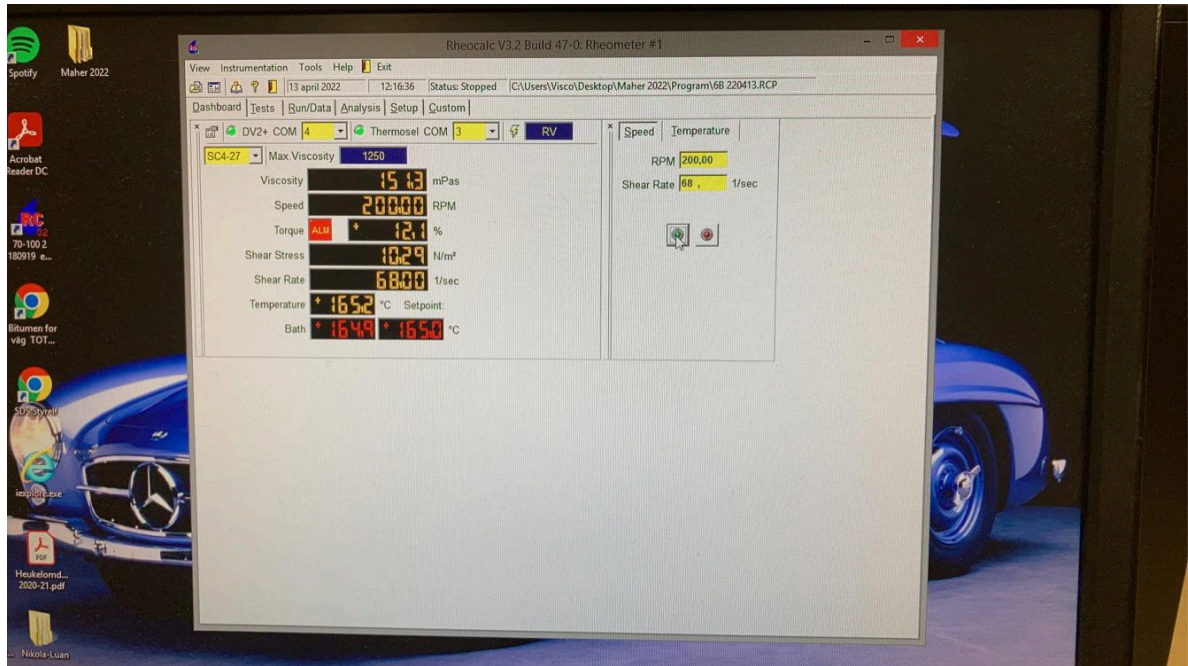 Rheocalc V3.2 Build 47-0: Rheometer #1
View Instrumentation Tools Help Exit
13 april 2022 12:16:36 Status: Stopped C:\Users\Visco\Desktop\Maher 2022\Program\6B 220413.RCP
Dashboard Tests Run/Data Analysis Setup Custom
DV2+ COM 4 Thermosel COM 3 RV
SC4-27 Max.Viscosity 1250
Viscosity 151,3 mPas
Speed 200,00 RPM
Torque ALM + 12,1 %
Shear Stress 10,29 N/m²
Shear Rate 68,00 1/sec
Temperature + 165,2 °C Setpoint:
Bath + 164,9 + 165,0 °C
Speed Temperature
RPM 200,00
Shear Rate 68 , 1/sec
Spotify
Maher 2022
Acrobat
Reader DC
RC
32
70-100 2
180919 e...
Bitumen for
väg TOT...
SDS Styrelf
iexplore.exe
PDF
Heukelomd...
2020-21.pdf
Nikola-Luan